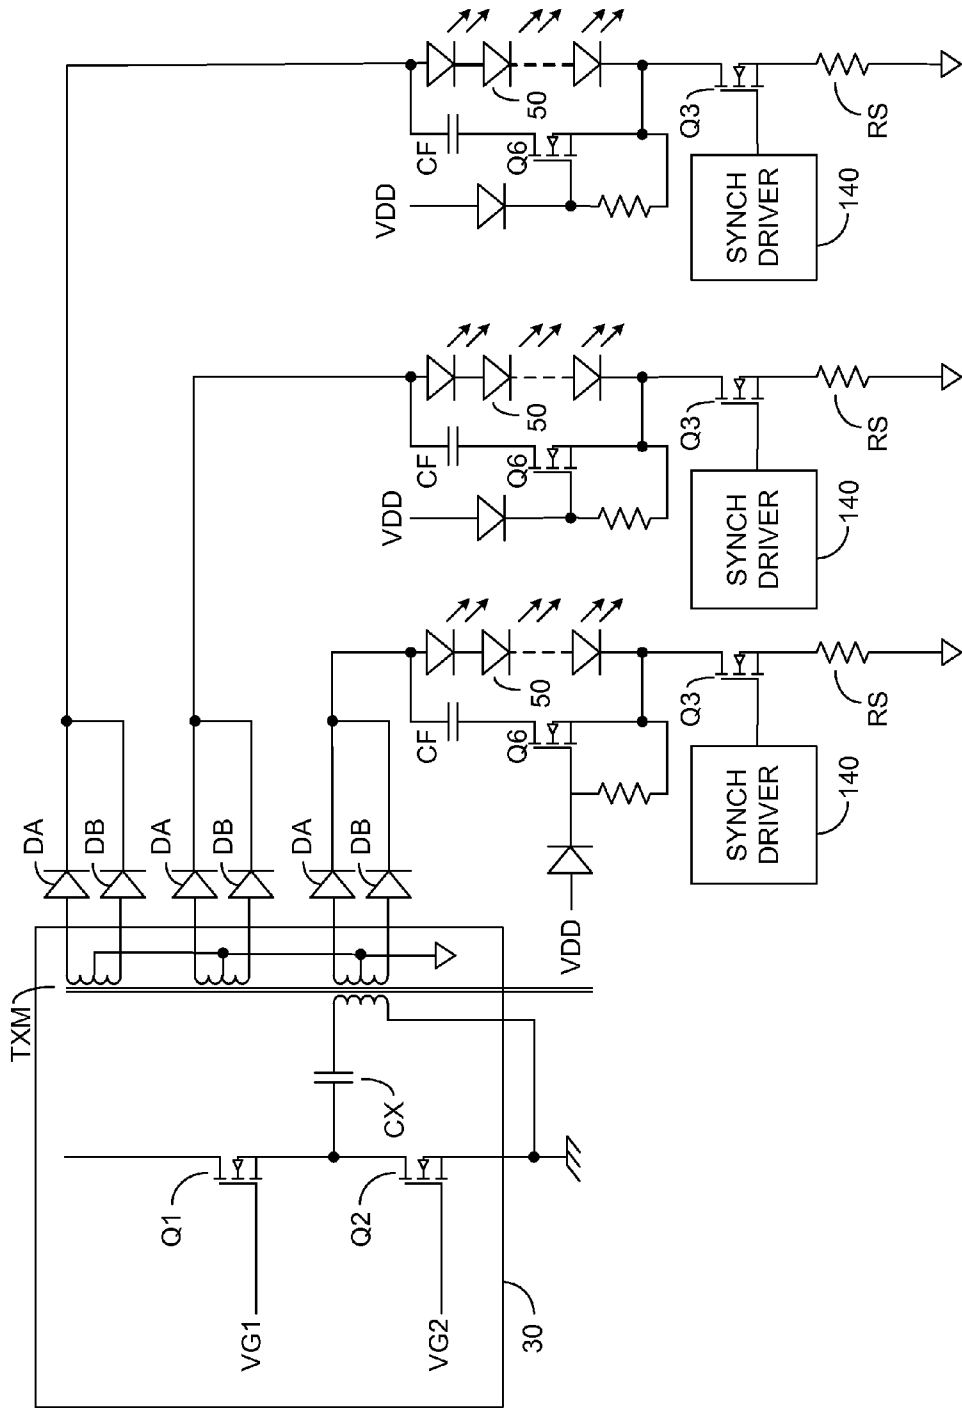 TXM
Q1
VG1
Q2
VG2
CX
30
DA
DB
DA
DB
DA
DB
VDD
CF
Q6
50
Q3
RS
SYNCH
DRIVER
140
VDD
CF
Q6
50
Q3
RS
SYNCH
DRIVER
140
VDD
CF
Q6
50
Q3
RS
SYNCH
DRIVER
140